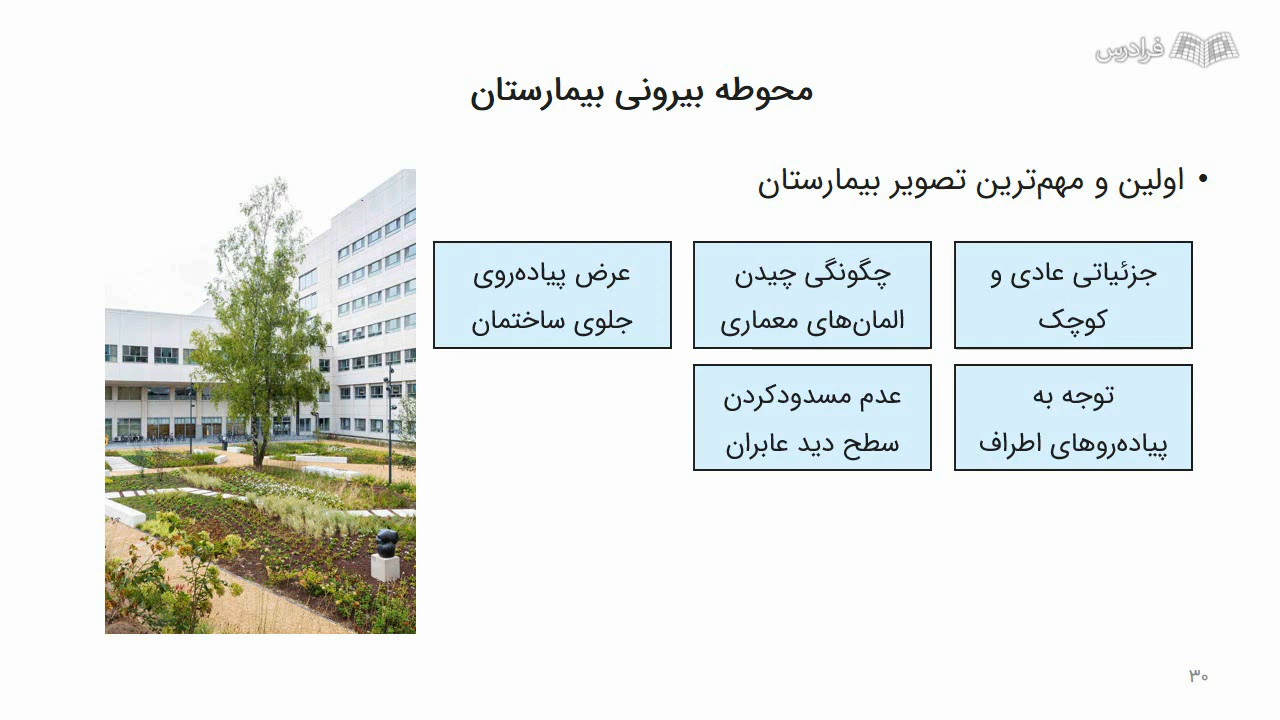 فرادرس
محوطه بیرونی بیمارستان
• اولین و مهم‌ترین تصویر بیمارستان
جزئیاتی عادی و
کوچک
چگونگی چیدن
المان‌های معماری
عرض پیاده‌روی
جلوی ساختمان
توجه به
پیاده‌روهای اطراف
عدم مسدودکردن
سطح دید عابران
۳۰